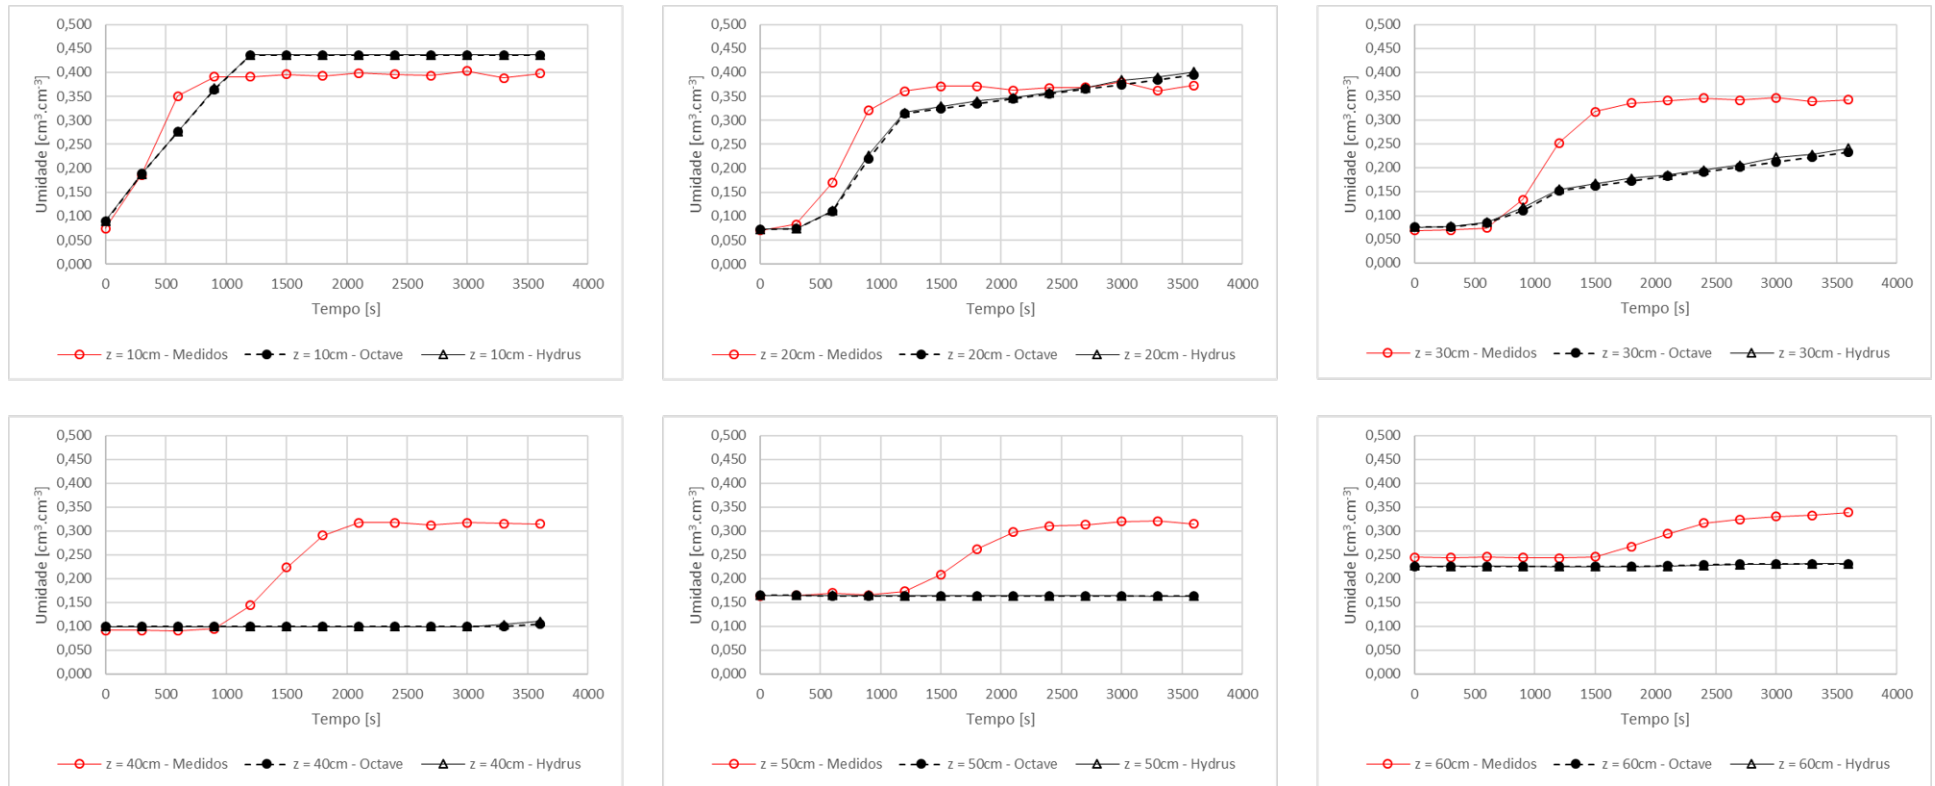 0,500
0,450
0,400
0,350
0,300
0,250
0,200
0,150
0,100
0,050
0,000
Umidade [cm³.cm⁻³]
0 500 1000 1500 2000 2500 3000 3500 4000
Tempo [s]
z = 10cm - Medidos z = 10cm - Octave z = 10cm - Hydrus
0,500
0,450
0,400
0,350
0,300
0,250
0,200
0,150
0,100
0,050
0,000
Umidade [cm³.cm⁻³]
0 500 1000 1500 2000 2500 3000 3500 4000
Tempo [s]
z = 20cm - Medidos z = 20cm - Octave z = 20cm - Hydrus
0,500
0,450
0,400
0,350
0,300
0,250
0,200
0,150
0,100
0,050
0,000
Umidade [cm³.cm⁻³]
0 500 1000 1500 2000 2500 3000 3500 4000
Tempo [s]
z = 30cm - Medidos z = 30cm - Octave z = 30cm - Hydrus
0,500
0,450
0,400
0,350
0,300
0,250
0,200
0,150
0,100
0,050
0,000
Umidade [cm³.cm⁻³]
0 500 1000 1500 2000 2500 3000 3500 4000
Tempo [s]
z = 40cm - Medidos z = 40cm - Octave z = 40cm - Hydrus
0,500
0,450
0,400
0,350
0,300
0,250
0,200
0,150
0,100
0,050
0,000
Umidade [cm³.cm⁻³]
0 500 1000 1500 2000 2500 3000 3500 4000
Tempo [s]
z = 50cm - Medidos z = 50cm - Octave z = 50cm - Hydrus
0,500
0,450
0,400
0,350
0,300
0,250
0,200
0,150
0,100
0,050
0,000
Umidade [cm³.cm⁻³]
0 500 1000 1500 2000 2500 3000 3500 4000
Tempo [s]
z = 60cm - Medidos z = 60cm - Octave z = 60cm - Hydrus